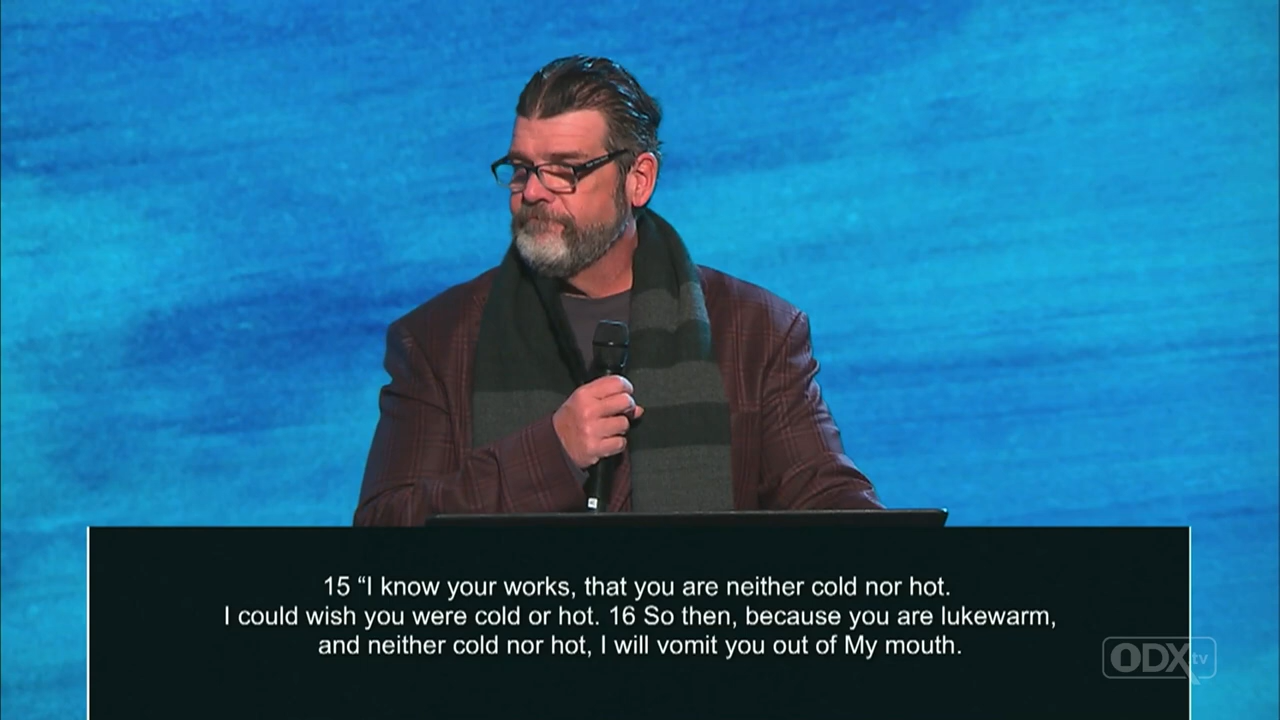 15 “I know your works, that you are neither cold nor hot.
I could wish you were cold or hot. 16 So then, because you are lukewarm,
and neither cold nor hot, I will vomit you out of My mouth.
ODX tv